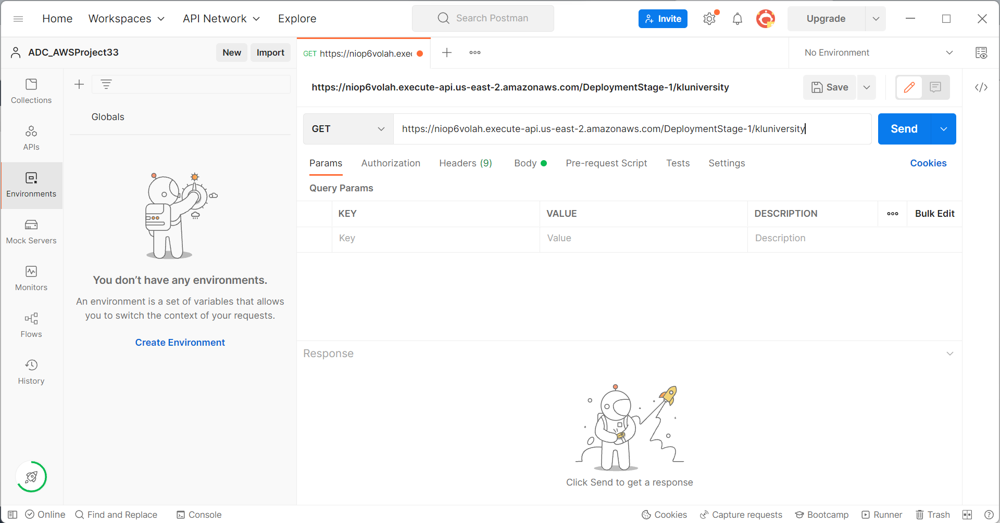 Home Workspaces API Network Explore Search Postman Invite Upgrade
ADC_AWSProject33 New Import GET https://niop6volah.exec No Environment
Collections
APIs
Environments
Mock Servers
Monitors
Flows
History
Globals
You don’t have any environments.
An environment is a set of variables that allows
you to switch the context of your requests.
Create Environment
https://niop6volah.execute-api.us-east-2.amazonaws.com/DeploymentStage-1/kluniversity Save
GET https://niop6volah.execute-api.us-east-2.amazonaws.com/DeploymentStage-1/kluniversity Send
Params Authorization Headers (9) Body Pre-request Script Tests Settings Cookies
Query Params
KEY VALUE DESCRIPTION Bulk Edit
Key Value Description
Response
Click Send to get a response
Online Find and Replace Console Cookies Capture requests Bootcamp Runner Trash